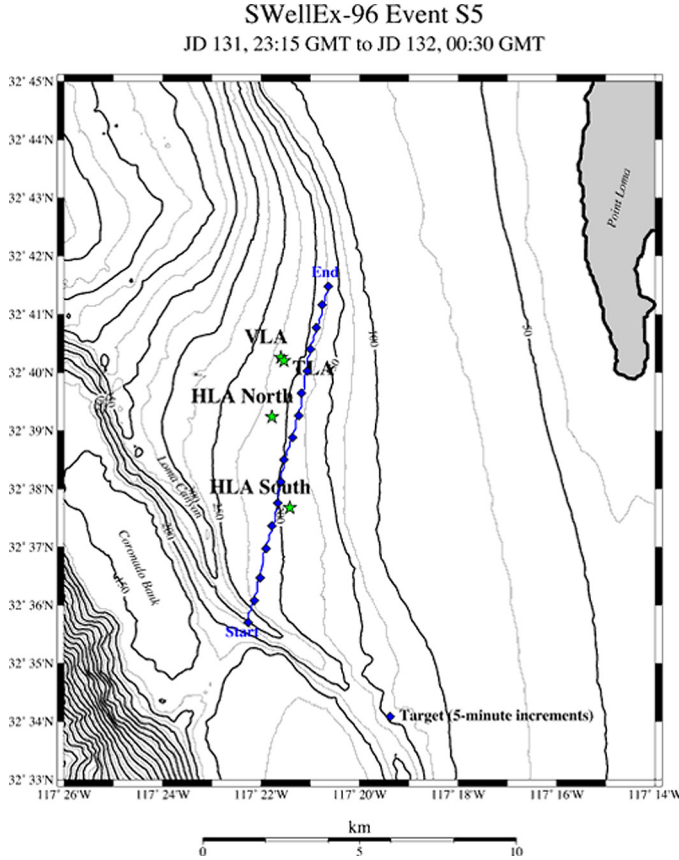 SWellEx-96 Event S5
JD 131, 23:15 GMT to JD 132, 00:30 GMT
32˚ 45'N
32˚ 44'N
32˚ 43'N
32˚ 42'N
32˚ 41'N
32˚ 40'N
32˚ 39'N
32˚ 38'N
32˚ 37'N
32˚ 36'N
32˚ 35'N
32˚ 34'N
32˚ 33'N
Point Loma
End
50
100
VLA
TLA
HLA North
Loma Canyon
HLA South
200
Coronado Bank
150
Start
Target (5-minute increments)
117˚ 26'W
117˚ 24'W
117˚ 22'W
117˚ 20'W
117˚ 18'W
117˚ 16'W
117˚ 14'W
km
0
5
10